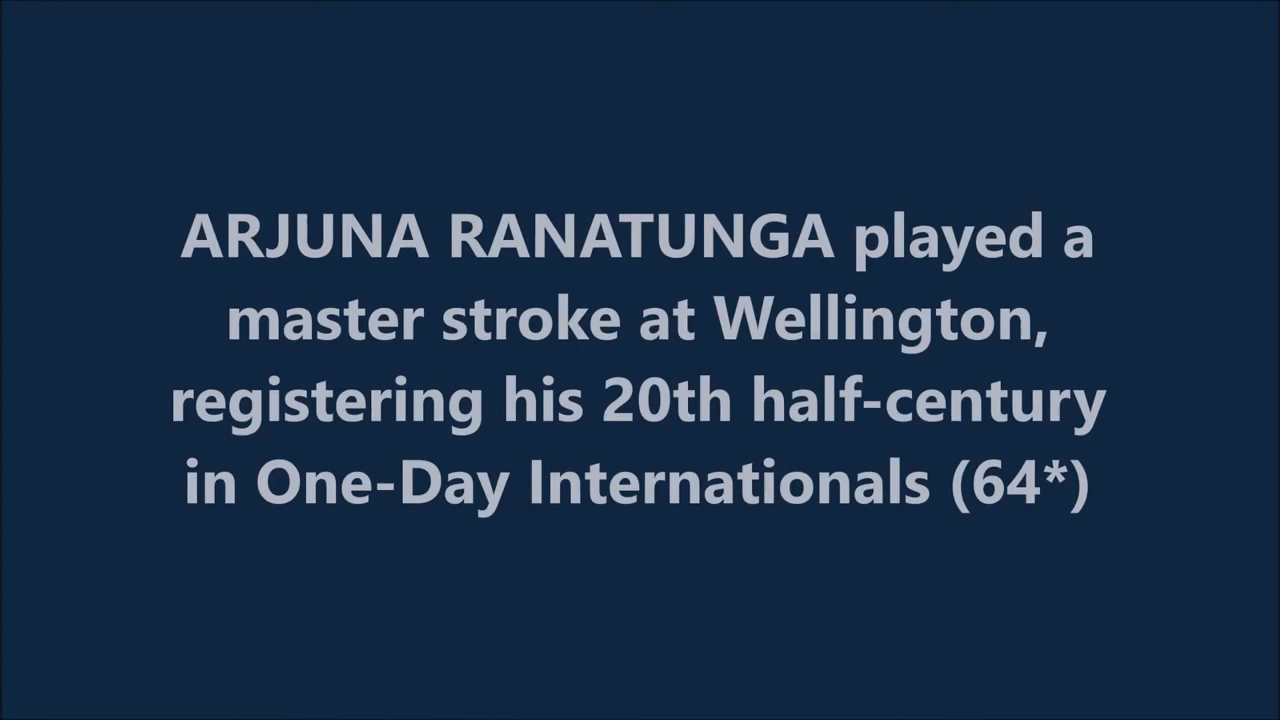 ARJUNA RANATUNGA played a
master stroke at Wellington,
registering his 20th half-century
in One-Day Internationals (64*)